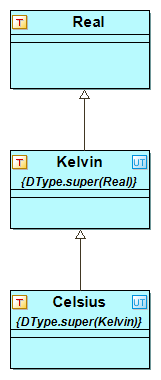 T Real
T Kelvin UT
{DType.super(Real)}
T Celsius UT
{DType.super(Kelvin)}